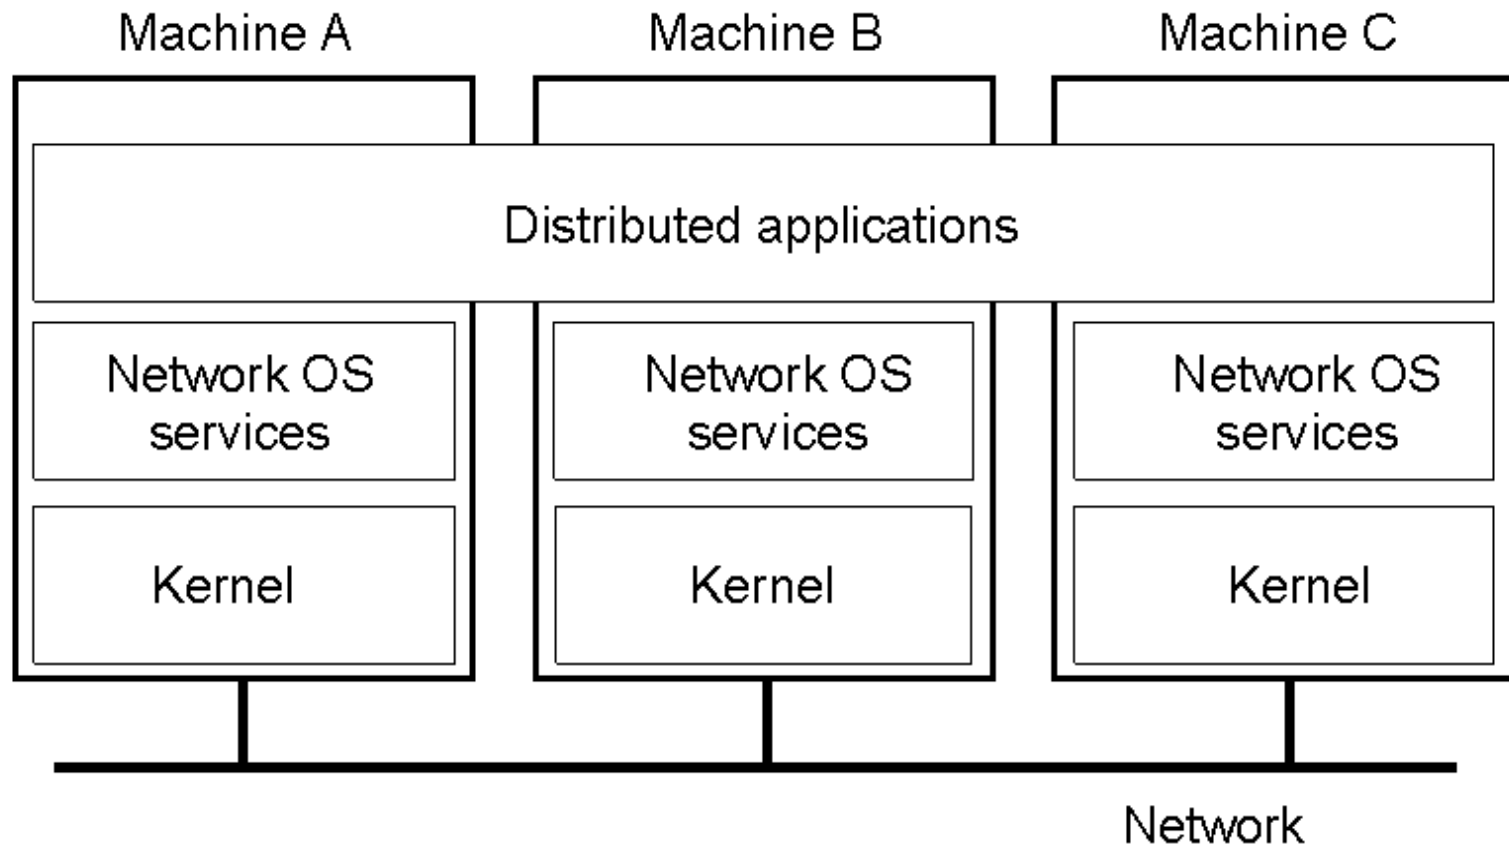 Machine A Machine B Machine C
Distributed applications
Network OS Network OS Network OS
services services services
Kernel Kernel Kernel
Network